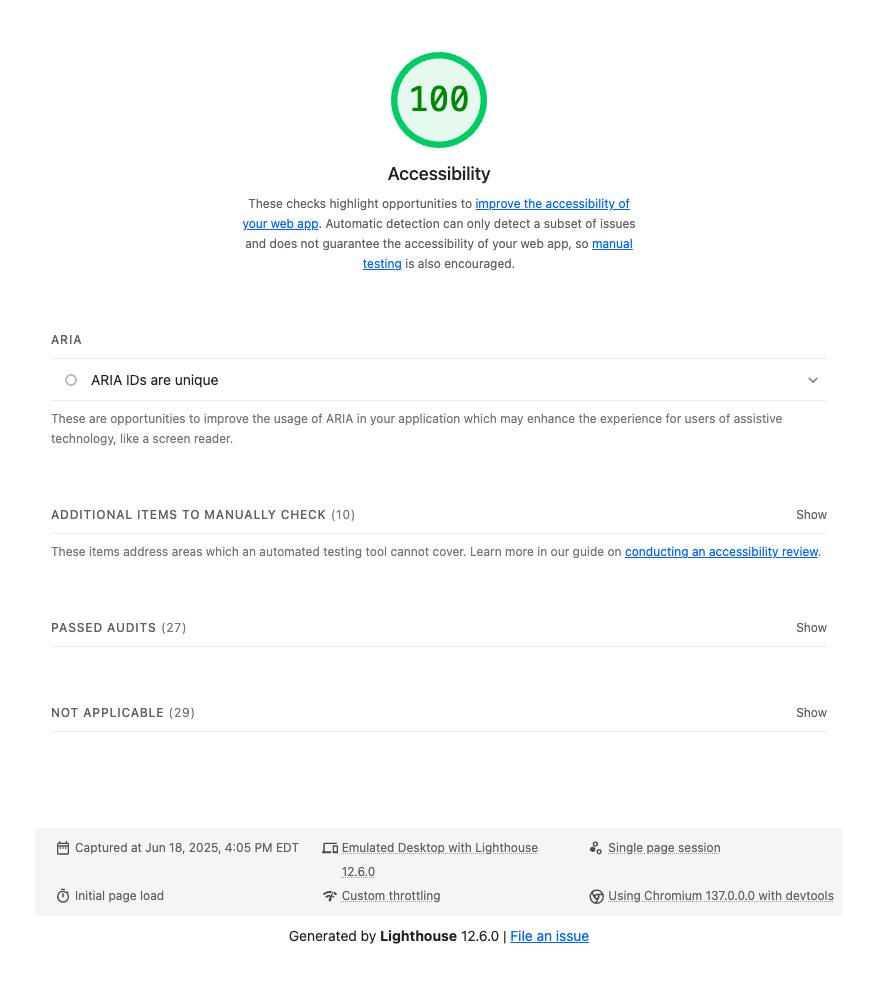 100
Accessibility
These checks highlight opportunities to improve the accessibility of
your web app. Automatic detection can only detect a subset of issues
and does not guarantee the accessibility of your web app, so manual
testing is also encouraged.
ARIA
ARIA IDs are unique
These are opportunities to improve the usage of ARIA in your application which may enhance the experience for users of assistive
technology, like a screen reader.
ADDITIONAL ITEMS TO MANUALLY CHECK (10) Show
These items address areas which an automated testing tool cannot cover. Learn more in our guide on conducting an accessibility review.
PASSED AUDITS (27) Show
NOT APPLICABLE (29) Show
Captured at Jun 18, 2025, 4:05 PM EDT
Emulated Desktop with Lighthouse
12.6.0
Single page session
Initial page load
Custom throttling
Using Chromium 137.0.0.0 with devtools
Generated by Lighthouse 12.6.0 | File an issue